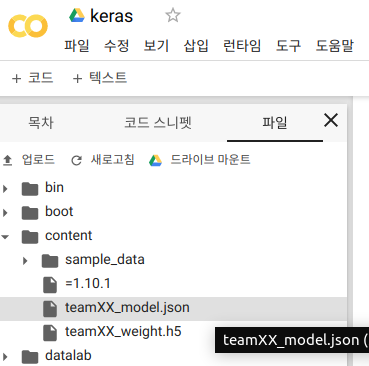 keras
파일 수정 보기 삽입 런타임 도구 도움말
+ 코드 + 텍스트
목차 코드 스니펫 파일
업로드 새로고침 드라이브 마운트
bin
boot
content
sample_data
=1.10.1
teamXX_model.json
teamXX_weight.h5
teamXX_model.json (
datalab